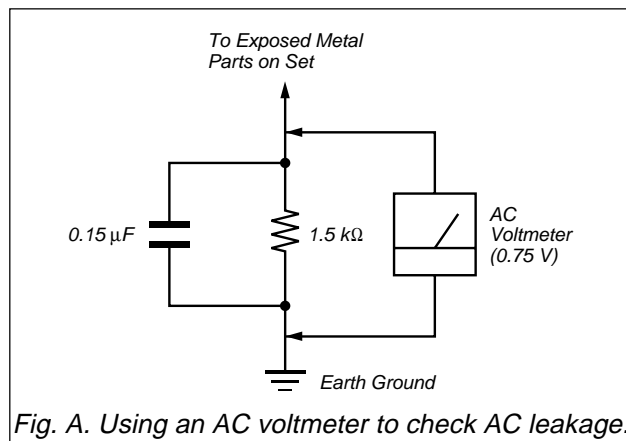 To Exposed Metal
Parts on Set
0.15 µF
1.5 kΩ
AC
Voltmeter
(0.75 V)
Earth Ground
Fig. A. Using an AC voltmeter to check AC leakage.